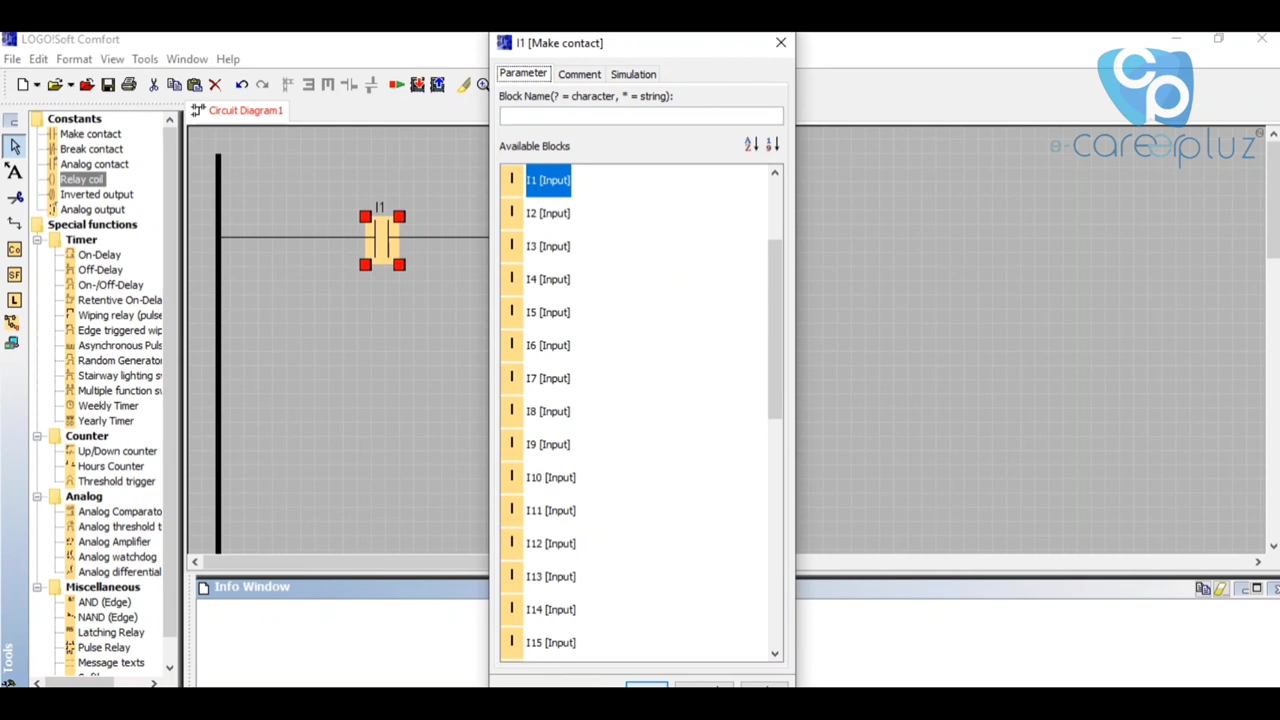 LOGO!Soft Comfort
File Edit Format View Tools Window Help
Circuit Diagram1
Constants
Make contact
Break contact
Analog contact
Relay coil
Inverted output
Analog output
Special functions
Timer
On-Delay
Off-Delay
On-/Off-Delay
Retentive On-Dela
Wiping relay (pulse
Edge triggered wip
Asynchronous Puls
Random Generator
Stairway lighting s
Multiple function s
Weekly Timer
Yearly Timer
Counter
Up/Down counter
Hours Counter
Threshold trigger
Analog
Analog Comparato
Analog threshold t
Analog Amplifier
Analog watchdog
Analog differential
Miscellaneous
AND (Edge)
NAND (Edge)
Latching Relay
Pulse Relay
Message texts
Tools
A
Co
SF
L
I1
Info Window
I1 [Make contact]
Parameter Comment Simulation
Block Name(? = character, * = string):
Available Blocks
I1 [Input]
I2 [Input]
I3 [Input]
I4 [Input]
I5 [Input]
I6 [Input]
I7 [Input]
I8 [Input]
I9 [Input]
I10 [Input]
I11 [Input]
I12 [Input]
I13 [Input]
I14 [Input]
I15 [Input]
cp
e-careerpluz